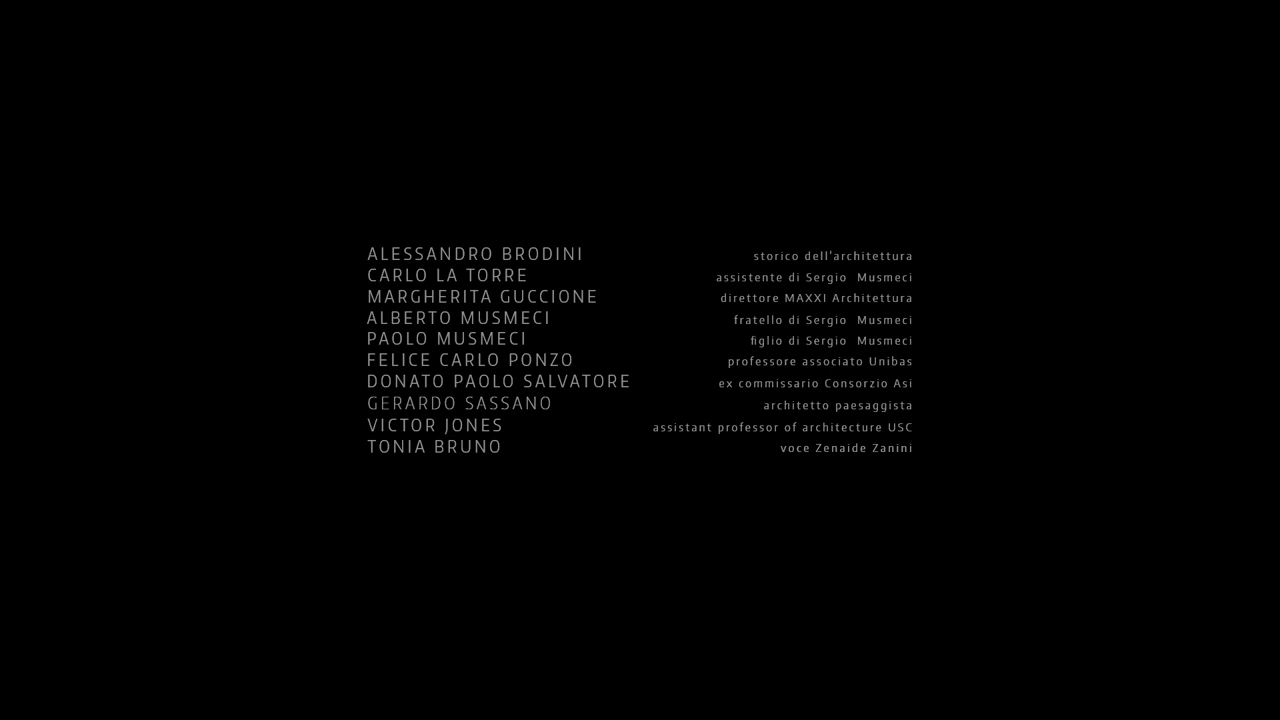 ALESSANDRO BRODINI storico dell'architettura
CARLO LA TORRE assistente di Sergio Musmeci
MARGHERITA GUCCIONE direttore MAXXI Architettura
ALBERTO MUSMECI fratello di Sergio Musmeci
PAOLO MUSMECI figlio di Sergio Musmeci
FELICE CARLO PONZO professore associato Unibas
DONATO PAOLO SALVATORE ex commissario Consorzio Asi
GERARDO SASSANO architetto paesaggista
VICTOR JONES assistant professor of architecture USC
TONIA BRUNO voce Zenaide Zanini